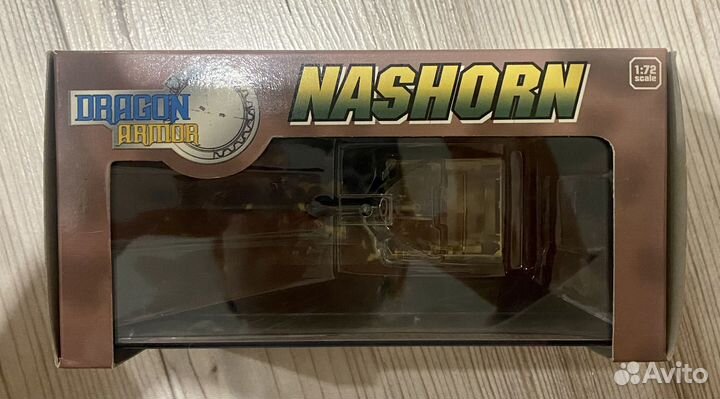 DRAGON
ARMOR
NASHORN
1:72
scale
Avito